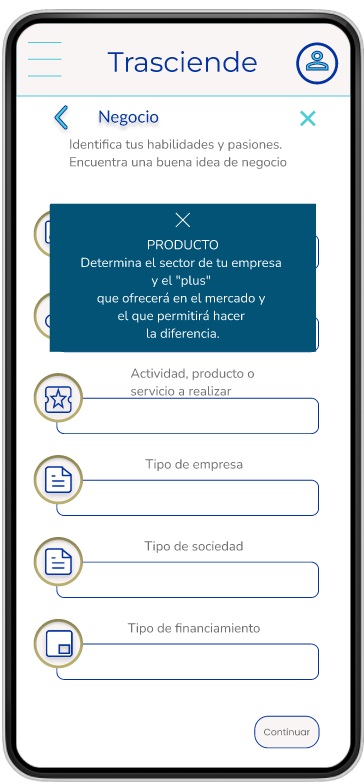 Trasciende
Negocio
Identifica tus habilidades y pasiones.
Encuentra una buena idea de negocio
PRODUCTO
Determina el sector de tu empresa
y el "plus"
que ofrecerá en el mercado y
el que permitirá hacer
la diferencia.
Actividad, producto o
servicio a realizar
Tipo de empresa
Tipo de sociedad
Tipo de financiamiento
Continuar